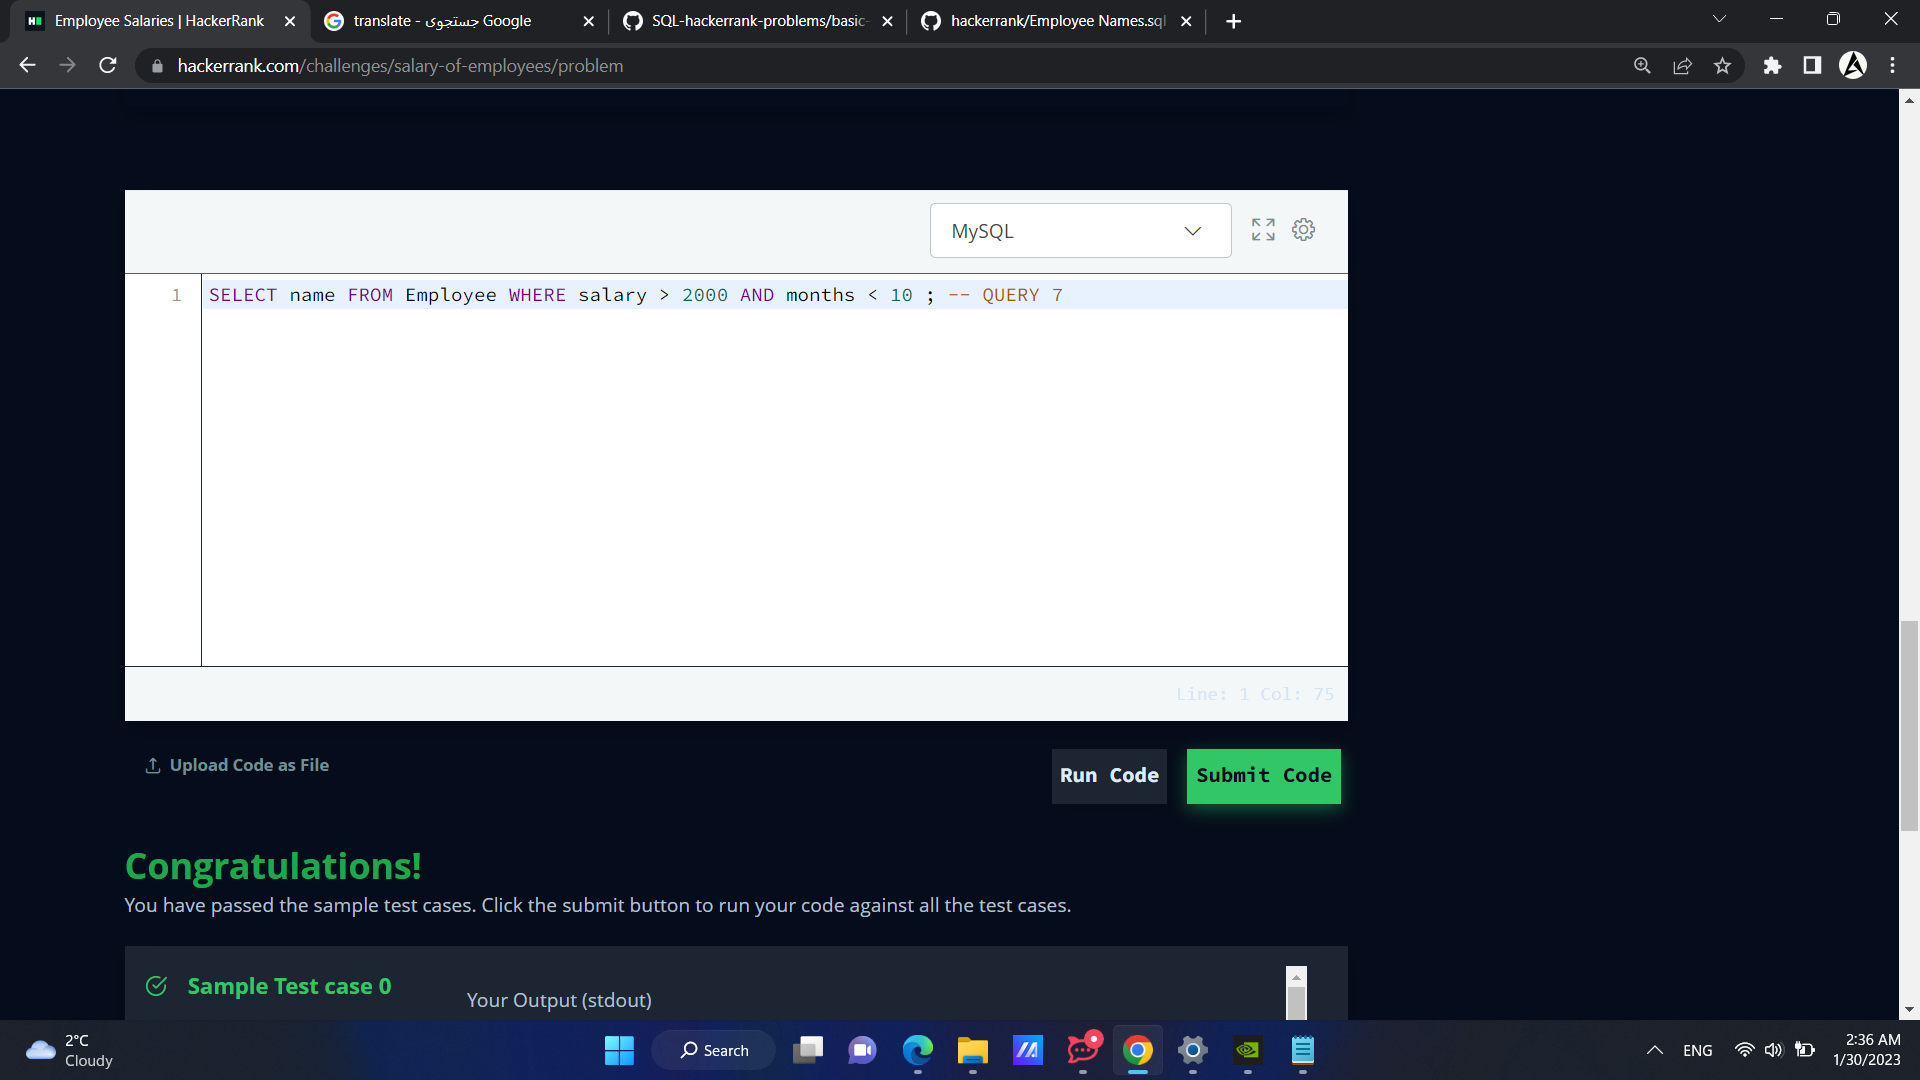 Employee Salaries | HackerRank
translate - جستجوی Google
SQL-hackerrank-problems/basic-
hackerrank/Employee Names.sql
hackerrank.com/challenges/salary-of-employees/problem
MySQL
1 SELECT name FROM Employee WHERE salary > 2000 AND months < 10 ; -- QUERY 7
Line: 1 Col: 75
Upload Code as File
Run Code
Submit Code
Congratulations!
You have passed the sample test cases. Click the submit button to run your code against all the test cases.
Sample Test case 0
Your Output (stdout)
2°C
Cloudy
Search
ENG
2:36 AM
1/30/2023